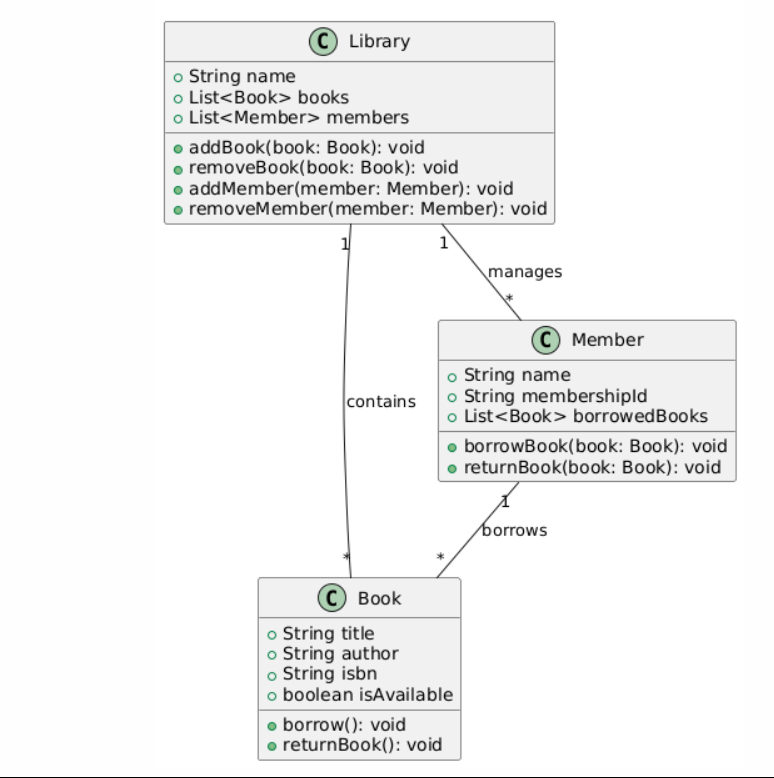 C Library
String name
List<Book> books
List<Member> members
addBook(book: Book): void
removeBook(book: Book): void
addMember(member: Member): void
removeMember(member: Member): void
1
1
manages
*
C Member
String name
String membershipId
List<Book> borrowedBooks
borrowBook(book: Book): void
returnBook(book: Book): void
contains
1
borrows
*
*
C Book
String title
String author
String isbn
boolean isAvailable
borrow(): void
returnBook(): void